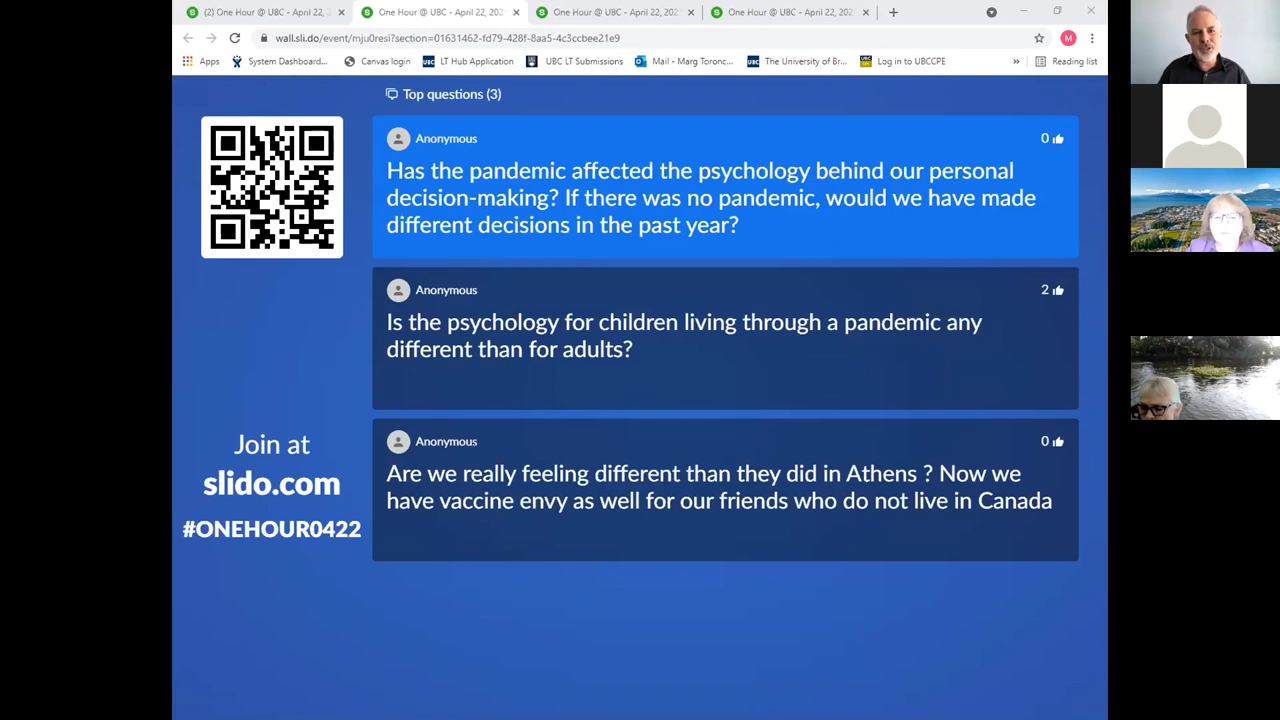 (2) One Hour @ UBC - April 22, 2
One Hour @ UBC - April 22, 202
One Hour @ UBC - April 22, 202
One Hour @ UBC - April 22, 202
wall.sli.do/event/mju0resi?section=01631462-fd79-428f-8aa5-4c3ccbee21e9
M
Apps
System Dashboard...
Canvas login
UBC
LT Hub Application
UBC LT Submissions
Mail - Marg Toronc...
UBC
The University of Br...
Log in to UBCCPE
»
Reading list
Top questions (3)
Anonymous
0
Has the pandemic affected the psychology behind our personal
decision-making? If there was no pandemic, would we have made
different decisions in the past year?
Anonymous
2
Is the psychology for children living through a pandemic any
different than for adults?
Join at
slido.com
#ONEHOUR0422
Anonymous
0
Are we really feeling different than they did in Athens ? Now we
have vaccine envy as well for our friends who do not live in Canada